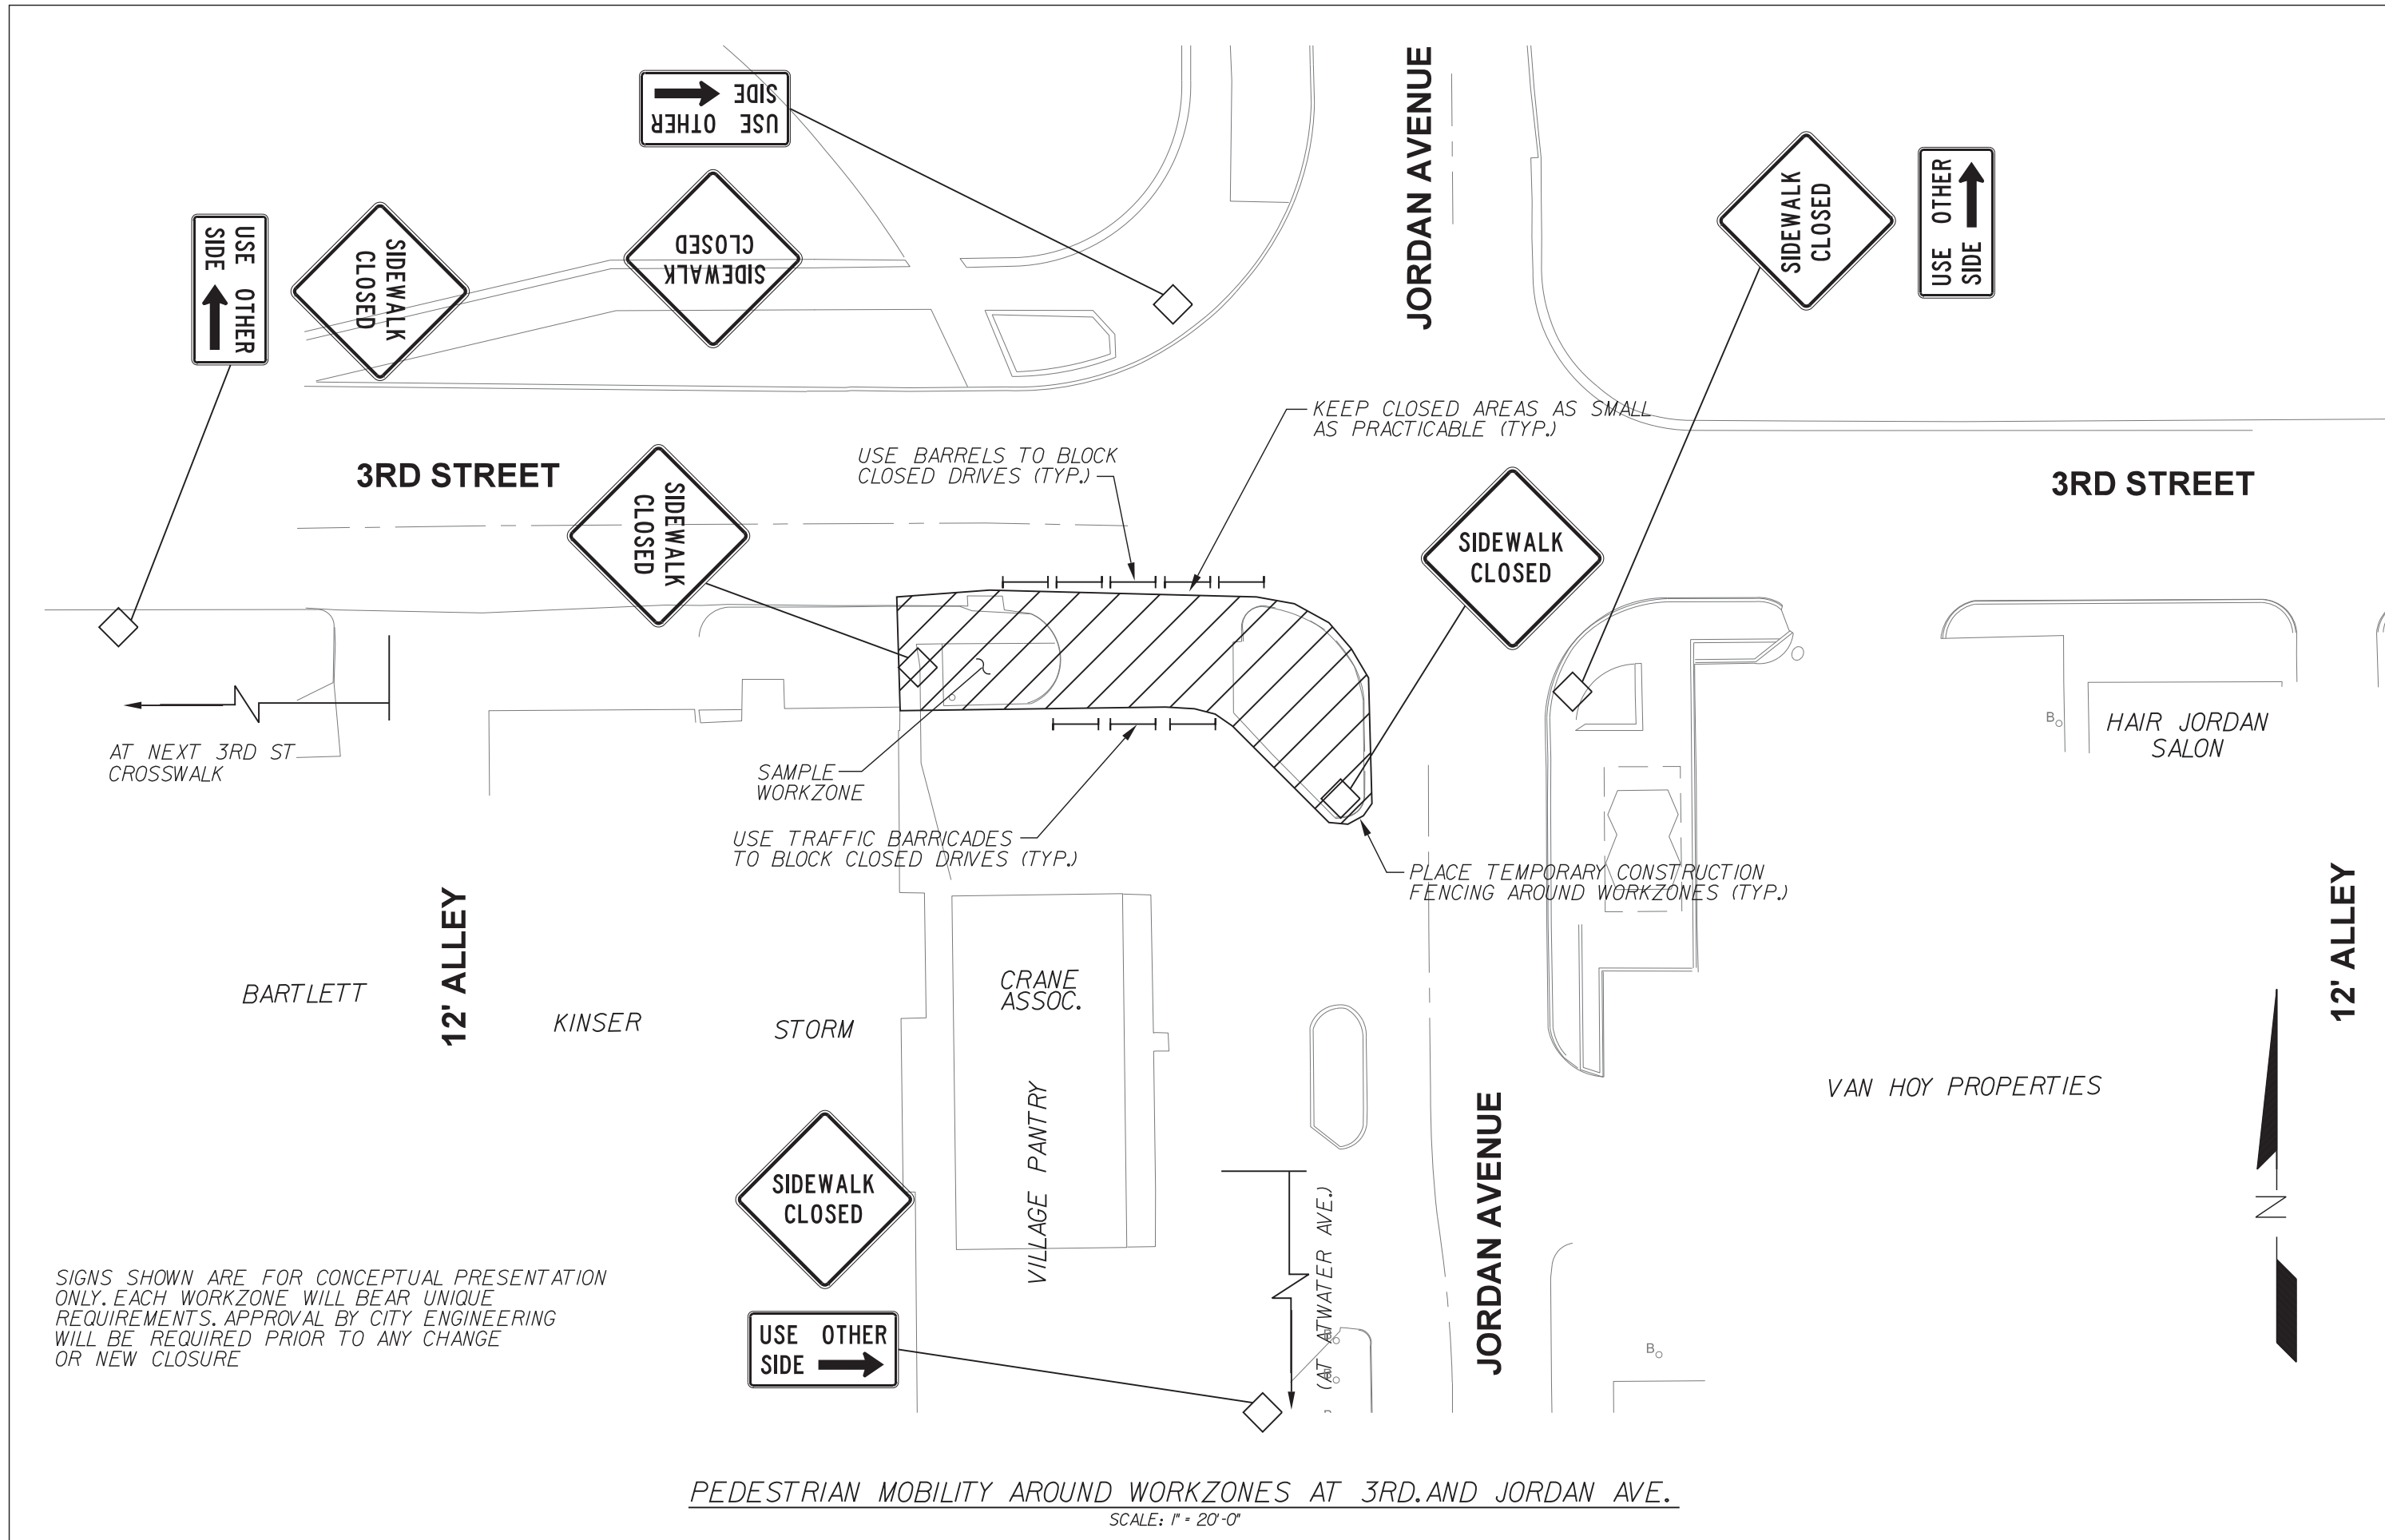 USE OTHER
SIDE
SIDEWALK
CLOSED
USE OTHER
SIDE
SIDEWALK
CLOSED
JORDAN AVENUE
SIDEWALK
CLOSED
USE OTHER
SIDE
KEEP CLOSED AREAS AS SMALL
AS PRACTICABLE (TYP.)
USE BARRELS TO BLOCK
CLOSED DRIVES (TYP.)
3RD STREET
3RD STREET
SIDEWALK
CLOSED
SIDEWALK
CLOSED
AT NEXT 3RD ST
CROSSWALK
SAMPLE
WORKZONE
USE TRAFFIC BARRICADES
TO BLOCK CLOSED DRIVES (TYP.)
PLACE TEMPORARY CONSTRUCTION
FENCING AROUND WORKZONES (TYP.)
B
HAIR JORDAN
SALON
12' ALLEY
12' ALLEY
BARTLETT
KINSER
STORM
CRANE
ASSOC.
VILLAGE PANTRY
VAN HOY PROPERTIES
SIDEWALK
CLOSED
USE OTHER
SIDE
(AT ATWATER AVE.)
JORDAN AVENUE
B
N
SIGNS SHOWN ARE FOR CONCEPTUAL PRESENTATION
ONLY. EACH WORKZONE WILL BEAR UNIQUE
REQUIREMENTS. APPROVAL BY CITY ENGINEERING
WILL BE REQUIRED PRIOR TO ANY CHANGE
OR NEW CLOSURE
PEDESTRIAN MOBILITY AROUND WORKZONES AT 3RD. AND JORDAN AVE.
SCALE: 1" = 20'-0"